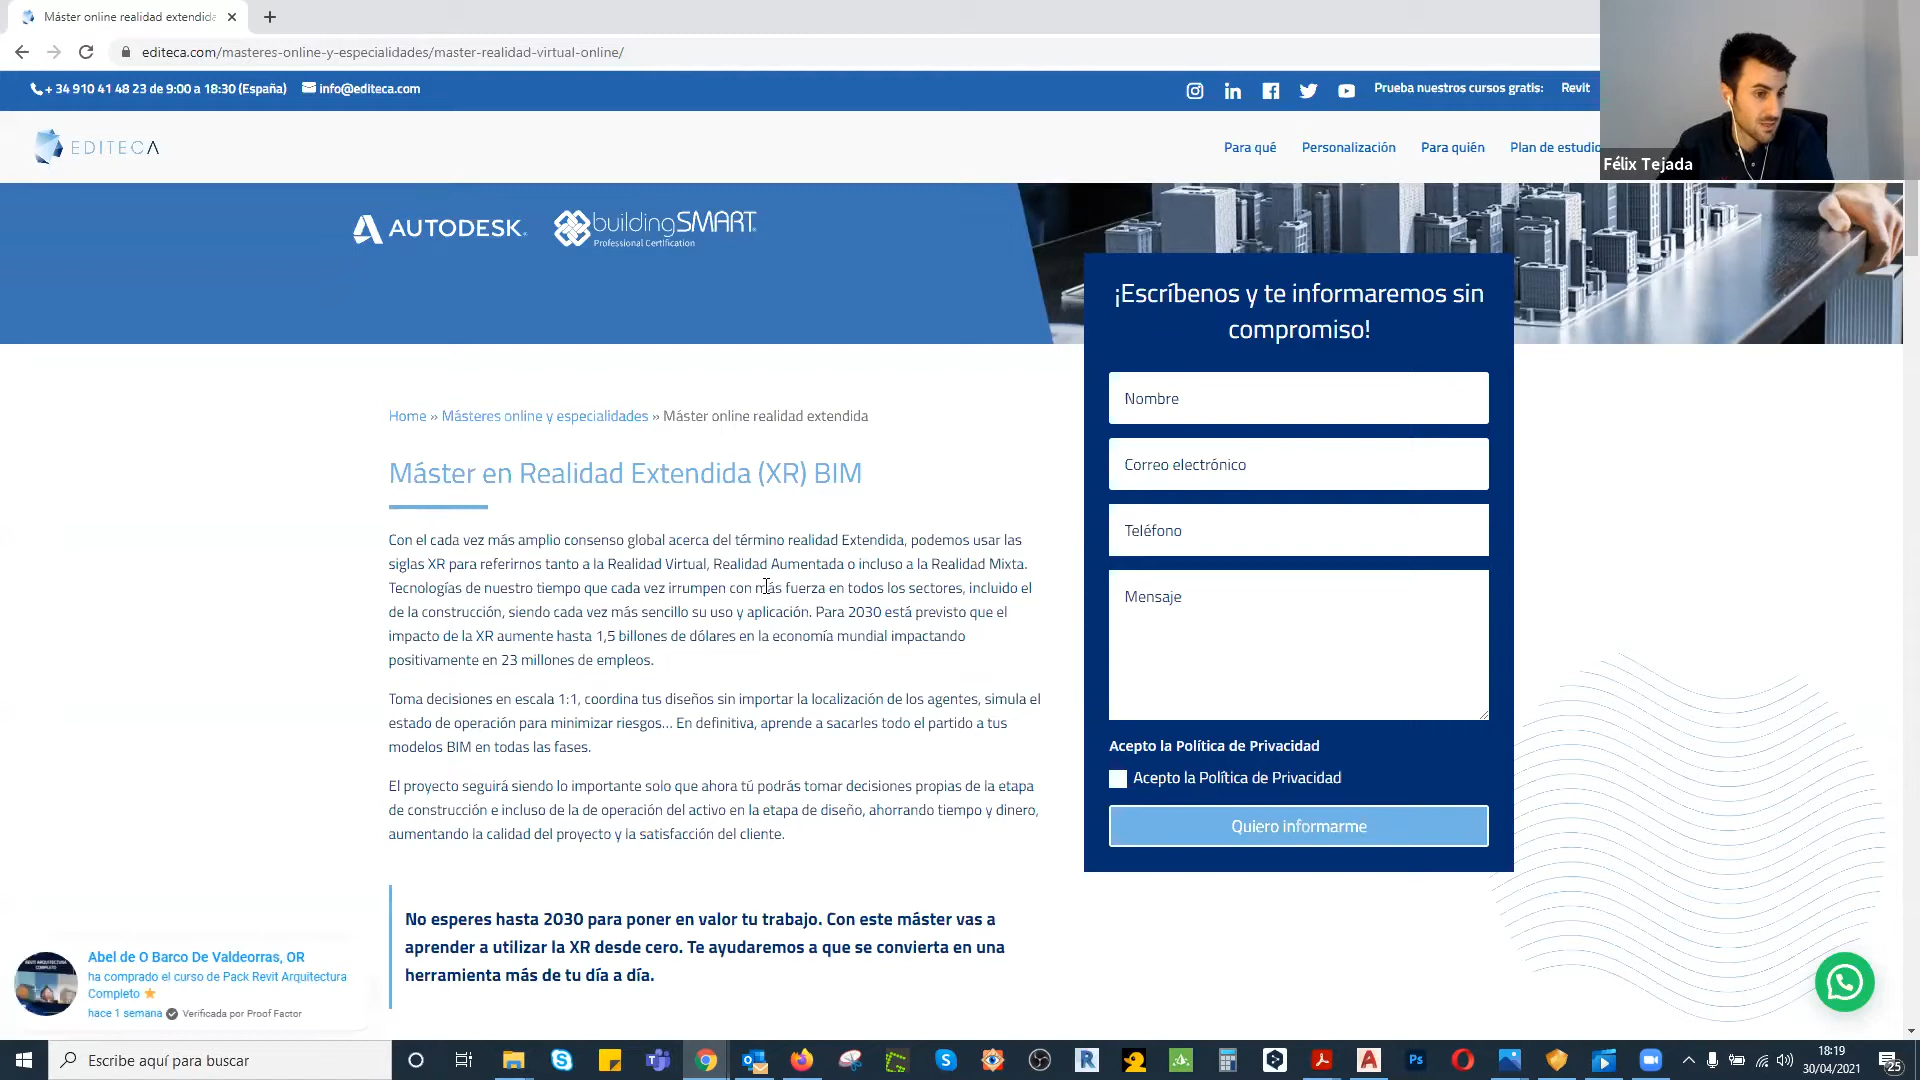 Máster online realidad extendida
editeca.com/masteres-online-y-especialidades/master-realidad-virtual-online/
+ 34 910 41 48 23 de 9:00 a 18:30 (España)
info@editeca.com
Prueba nuestros cursos gratis:
Revit
EDITECA
Para qué
Personalización
Para quién
Plan de estudio
Félix Tejada
AUTODESK
buildingSMART
Professional Certification
¡Escríbenos y te informaremos sin
compromiso!
Nombre
Correo electrónico
Teléfono
Mensaje
Acepto la Política de Privacidad
Acepto la Política de Privacidad
Quiero informarme
Home » Másteres online y especialidades » Máster online realidad extendida
Máster en Realidad Extendida (XR) BIM
Con el cada vez más amplio consenso global acerca del término realidad Extendida, podemos usar las
siglas XR para referirnos tanto a la Realidad Virtual, Realidad Aumentada o incluso a la Realidad Mixta.
Tecnologías de nuestro tiempo que cada vez irrumpen con más fuerza en todos los sectores, incluido el
de la construcción, siendo cada vez más sencillo su uso y aplicación. Para 2030 está previsto que el
impacto de la XR aumente hasta 1,5 billones de dólares en la economía mundial impactando
positivamente en 23 millones de empleos.
Toma decisiones en escala 1:1, coordina tus diseños sin importar la localización de los agentes, simula el
estado de operación para minimizar riesgos... En definitiva, aprende a sacarles todo el partido a tus
modelos BIM en todas las fases.
El proyecto seguirá siendo lo importante solo que ahora tú podrás tomar decisiones propias de la etapa
de construcción e incluso de la de operación del activo en la etapa de diseño, ahorrando tiempo y dinero,
aumentando la calidad del proyecto y la satisfacción del cliente.
No esperes hasta 2030 para poner en valor tu trabajo. Con este máster vas a
aprender a utilizar la XR desde cero. Te ayudaremos a que se convierta en una
herramienta más de tu día a día.
Abel de O Barco De Valdeorras, OR
ha comprado el curso de Pack Revit Arquitectura
Completo
hace 1 semana Verificada por Proof Factor
Escribe aquí para buscar
18:19
30/04/2021
25